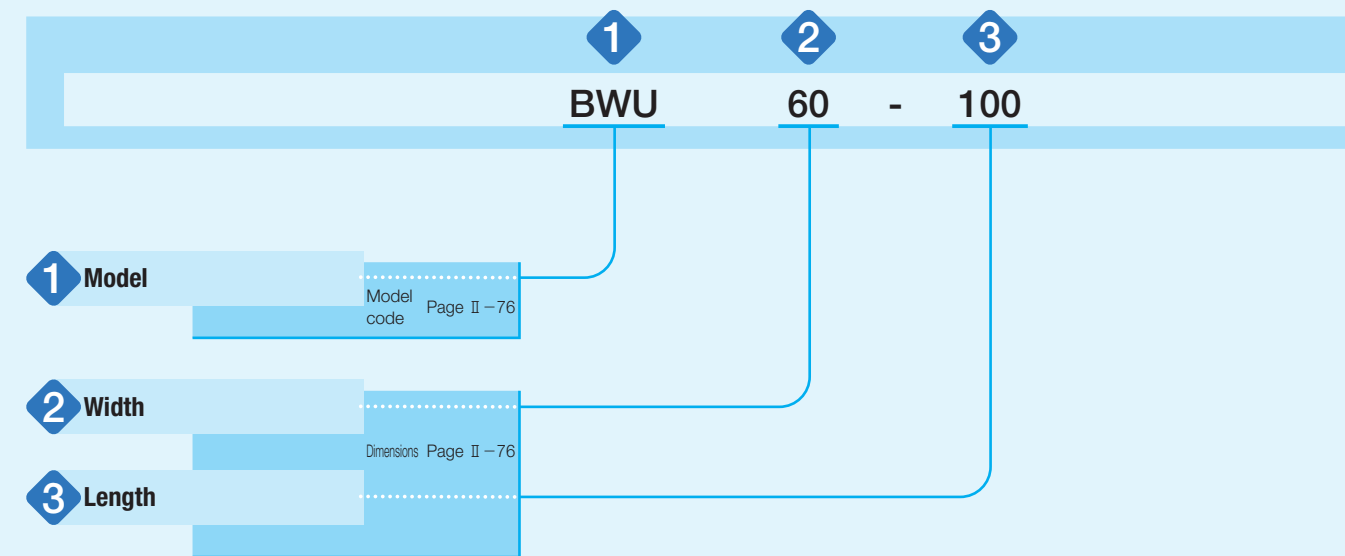 1 2 3
BWU 60 - 100
1 Model
Model
code Page Ⅱ-76
2 Width
Dimensions Page Ⅱ-76
3 Length